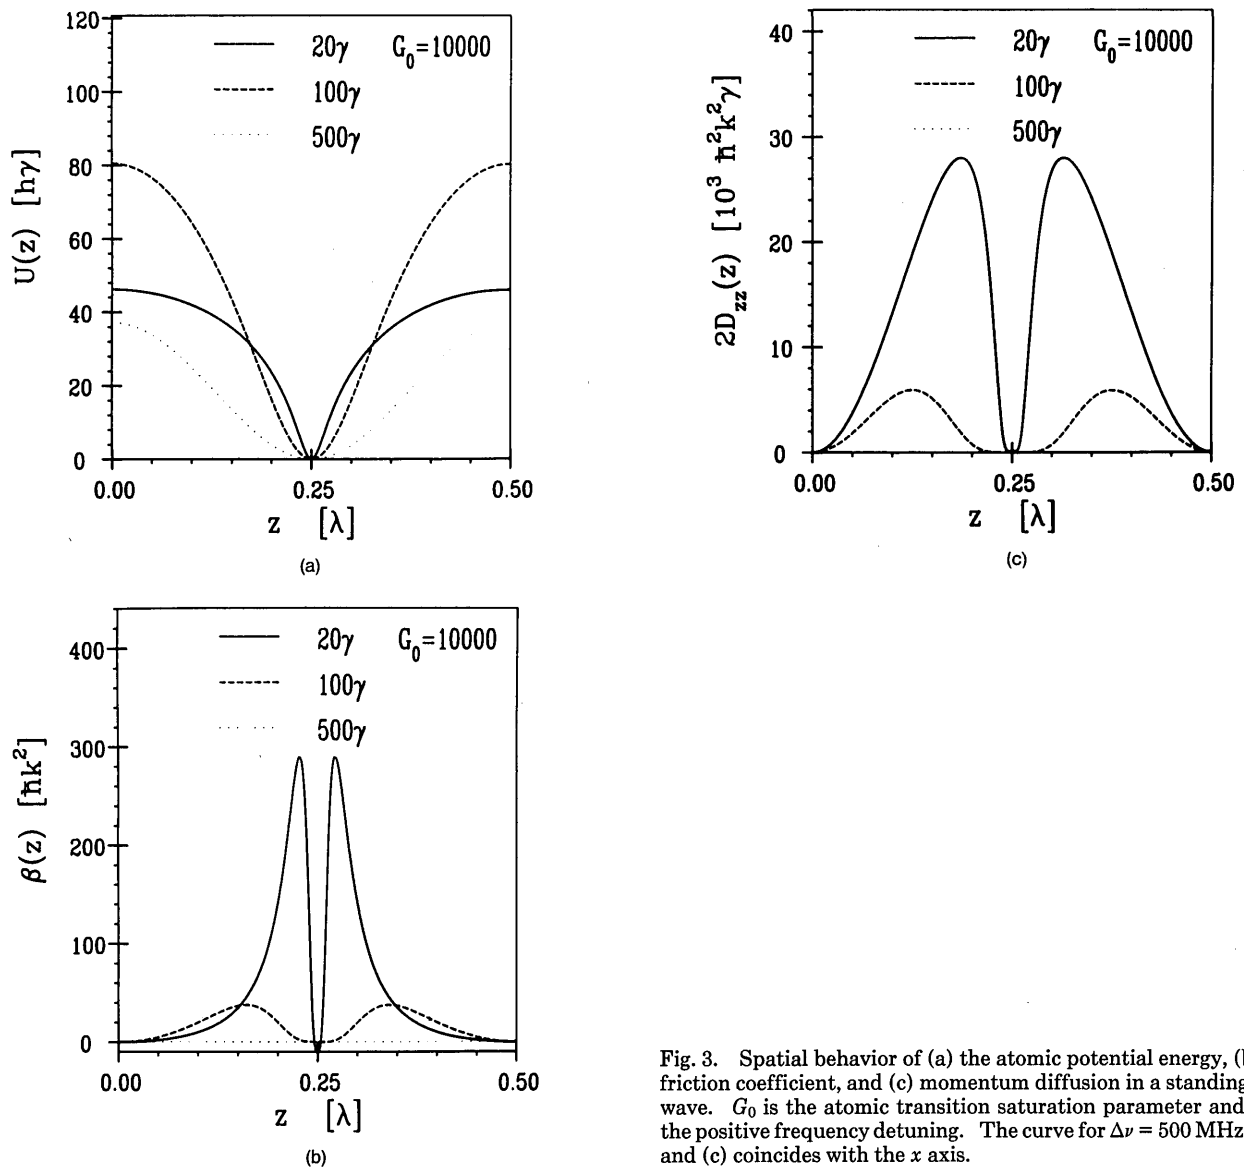 120
100
80
60
40
20
0
U(z) [hγ]
20γ G₀=10000
100γ
500γ
0.00 0.25 0.50
z [λ]
(a)
40
30
20
10
0
2D_zz(z) [10³ ħ²k²γ]
20γ G₀=10000
100γ
500γ
0.00 0.25 0.50
z [λ]
(c)
400
300
200
100
0
β(z) [ħk²]
20γ G₀=10000
100γ
500γ
0.00 0.25 0.50
z [λ]
(b)
Fig. 3. Spatial behavior of (a) the atomic potential energy, (
friction coefficient, and (c) momentum diffusion in a standing
wave. G₀ is the atomic transition saturation parameter and
the positive frequency detuning. The curve for Δν = 500 MHz
and (c) coincides with the x axis.